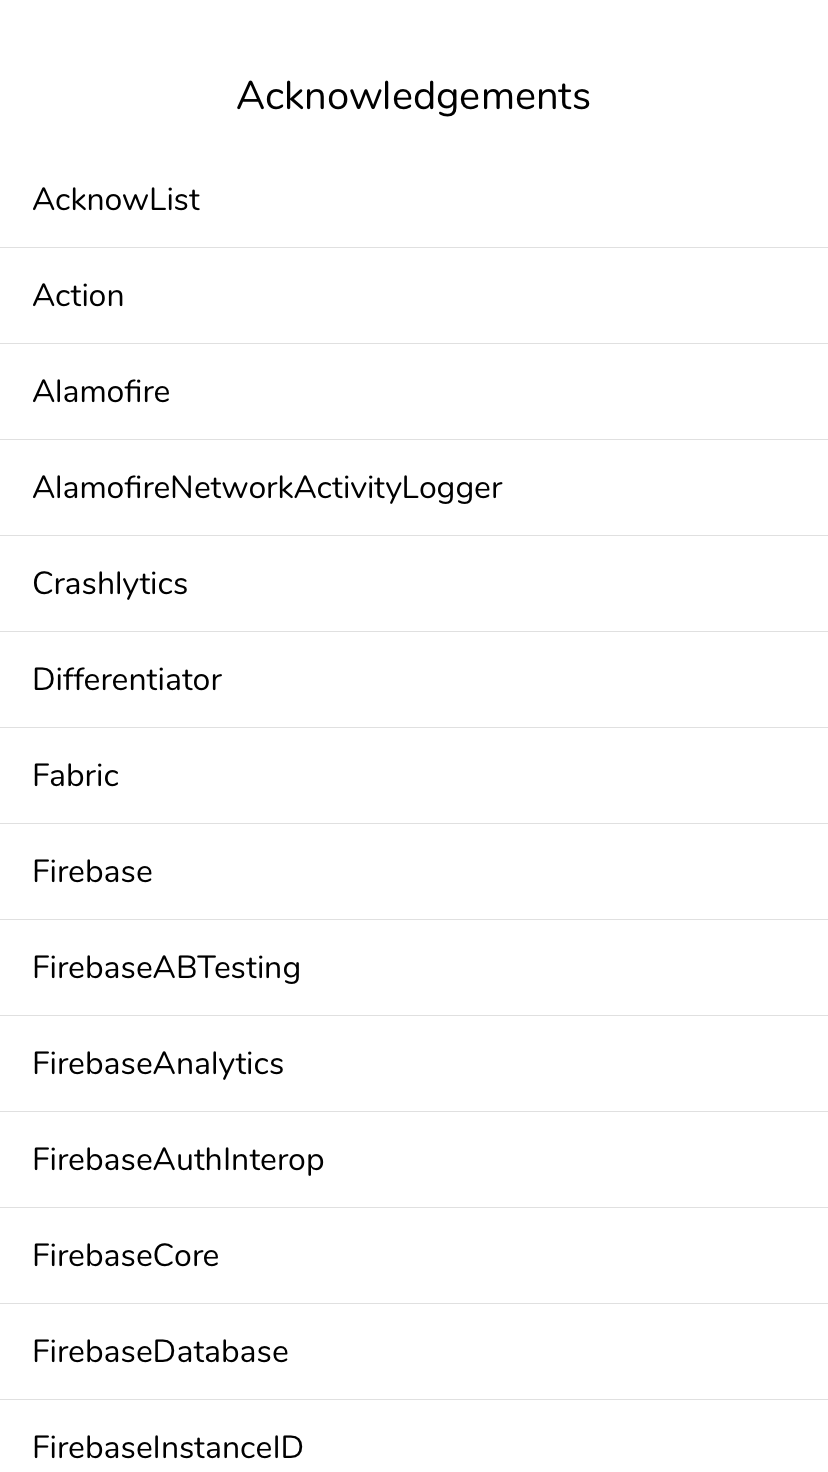 Acknowledgements
AcknowList
Action
Alamofire
AlamofireNetworkActivityLogger
Crashlytics
Differentiator
Fabric
Firebase
FirebaseABTesting
FirebaseAnalytics
FirebaseAuthInterop
FirebaseCore
FirebaseDatabase
FirebaseInstanceID